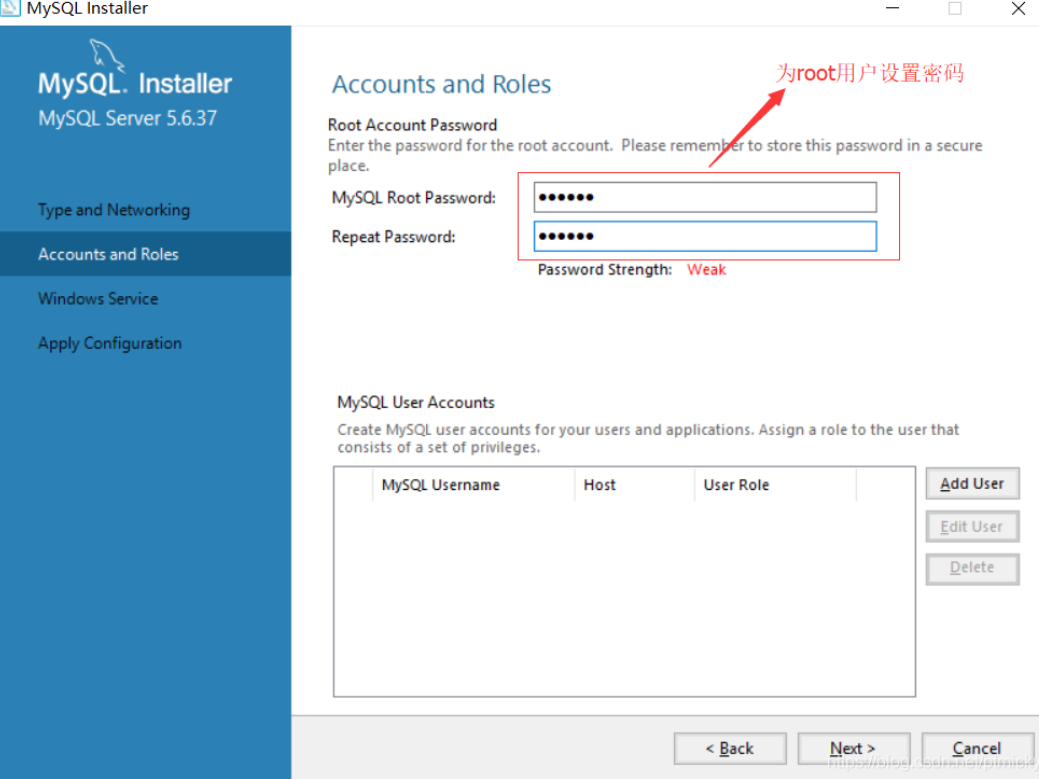 MySQL Installer
MySQL. Installer
MySQL Server 5.6.37
Type and Networking
Accounts and Roles
Windows Service
Apply Configuration
Accounts and Roles
为root用户设置密码
Root Account Password
Enter the password for the root account. Please remember to store this password in a secure
place.
MySQL Root Password: ●●●●●●
Repeat Password: ●●●●●●
Password Strength: Weak
MySQL User Accounts
Create MySQL user accounts for your users and applications. Assign a role to the user that
consists of a set of privileges.
MySQL Username Host User Role
Add User
Edit User
Delete
< Back Next > Cancel
https://blog.csdn.net/ptmicky